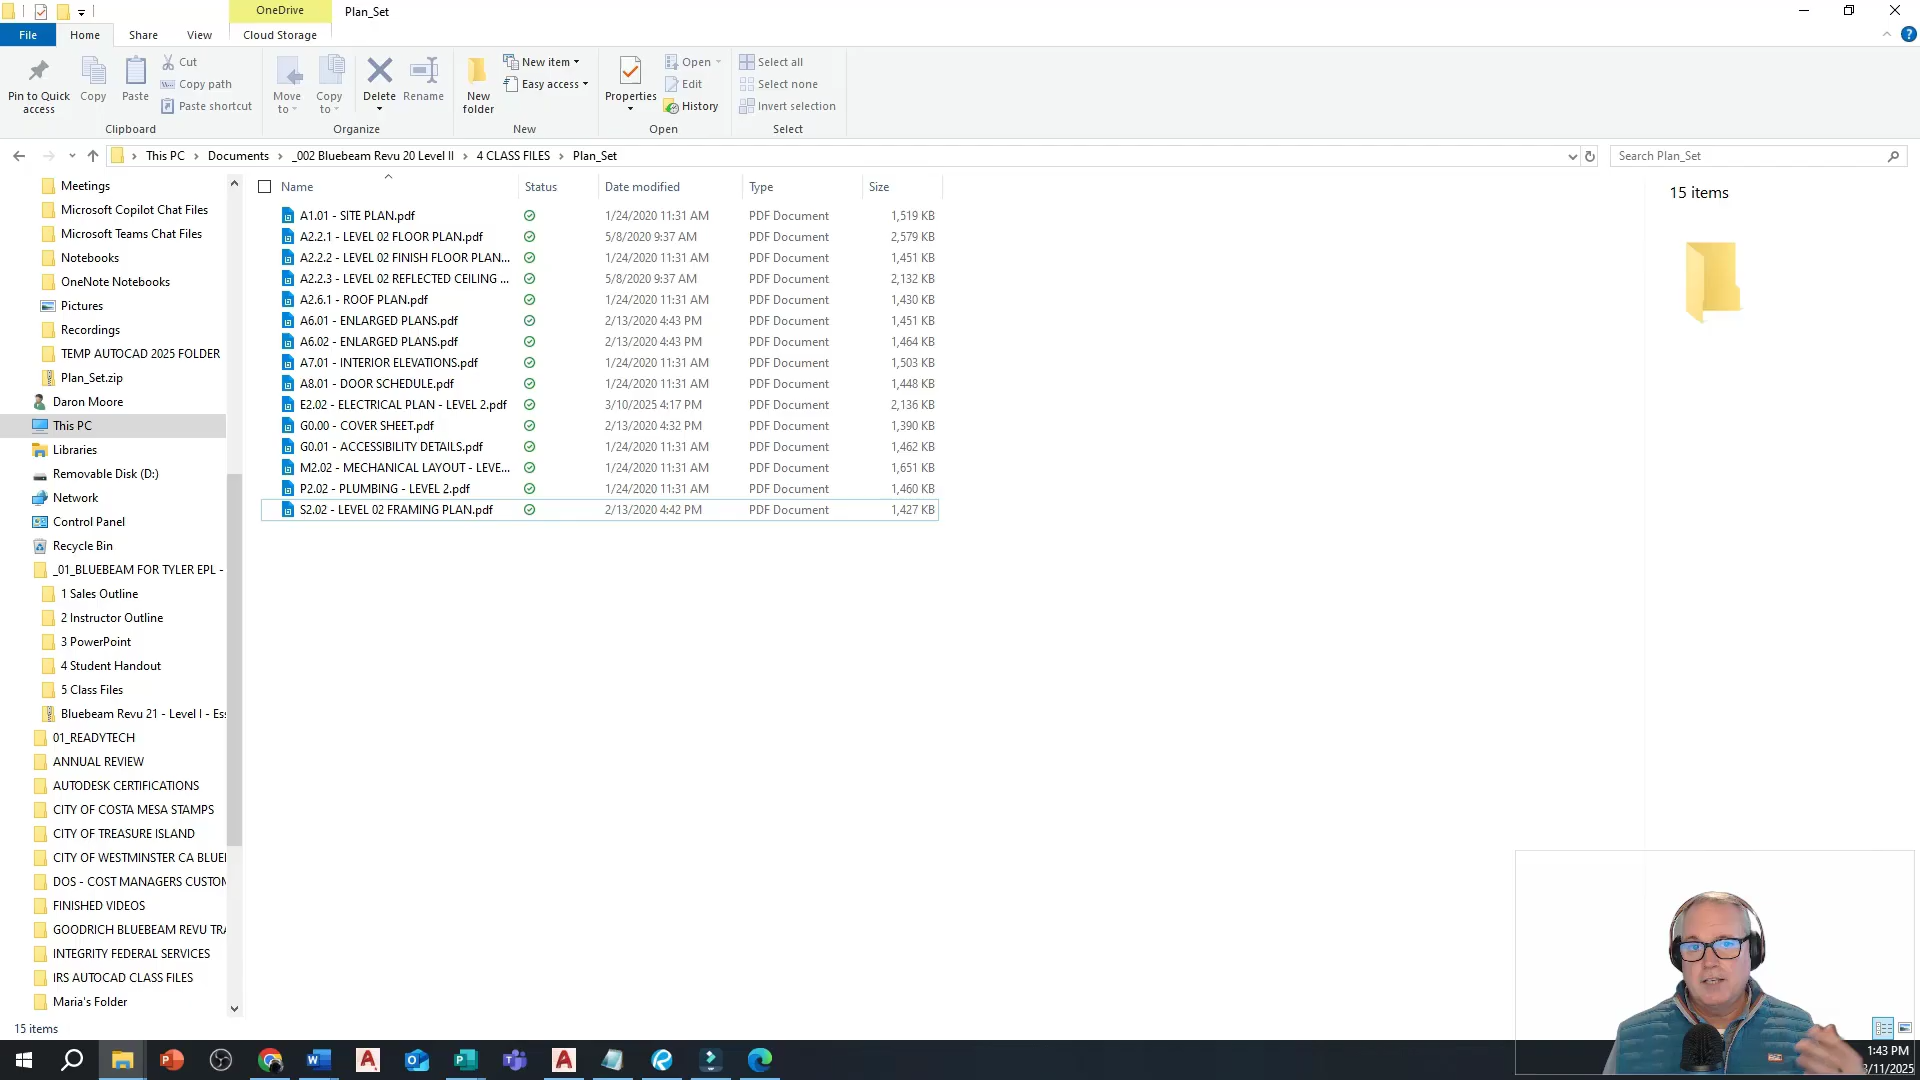 OneDrive
Plan_Set
File
Home
Share
View
Cloud Storage
Pin to Quick access
Copy
Paste
Cut
Copy path
Paste shortcut
Clipboard
Move to
Copy to
Delete
Rename
Organize
New folder
New item
Easy access
New
Properties
Open
Edit
History
Open
Select all
Select none
Invert selection
Select
This PC
Documents
_002 Bluebeam Revu 20 Level II
4 CLASS FILES
Plan_Set
Search Plan_Set
Meetings
Microsoft Copilot Chat Files
Microsoft Teams Chat Files
Notebooks
OneNote Notebooks
Pictures
Recordings
TEMP AUTOCAD 2025 FOLDER
Plan_Set.zip
Daron Moore
This PC
Libraries
Removable Disk (D:)
Network
Control Panel
Recycle Bin
_01_BLUEBEAM FOR TYLER EPL -
1 Sales Outline
2 Instructor Outline
3 PowerPoint
4 Student Handout
5 Class Files
Bluebeam Revu 21 - Level I - Es
01_READYTECH
ANNUAL REVIEW
AUTODESK CERTIFICATIONS
CITY OF COSTA MESA STAMPS
CITY OF TREASURE ISLAND
CITY OF WESTMINSTER CA BLUE
DOS - COST MANAGERS CUSTOM
FINISHED VIDEOS
GOODRICH BLUEBEAM REVU TRA
INTEGRITY FEDERAL SERVICES
IRS AUTOCAD CLASS FILES
Maria's Folder
Name Status Date modified Type Size
A1.01 - SITE PLAN.pdf 1/24/2020 11:31 AM PDF Document 1,519 KB
A2.2.1 - LEVEL 02 FLOOR PLAN.pdf 5/8/2020 9:37 AM PDF Document 2,579 KB
A2.2.2 - LEVEL 02 FINISH FLOOR PLAN... 1/24/2020 11:31 AM PDF Document 1,451 KB
A2.2.3 - LEVEL 02 REFLECTED CEILING ... 5/8/2020 9:37 AM PDF Document 2,132 KB
A2.6.1 - ROOF PLAN.pdf 1/24/2020 11:31 AM PDF Document 1,430 KB
A6.01 - ENLARGED PLANS.pdf 2/13/2020 4:43 PM PDF Document 1,451 KB
A6.02 - ENLARGED PLANS.pdf 2/13/2020 4:43 PM PDF Document 1,464 KB
A7.01 - INTERIOR ELEVATIONS.pdf 1/24/2020 11:31 AM PDF Document 1,503 KB
A8.01 - DOOR SCHEDULE.pdf 1/24/2020 11:31 AM PDF Document 1,448 KB
E2.02 - ELECTRICAL PLAN - LEVEL 2.pdf 3/10/2025 4:17 PM PDF Document 2,136 KB
G0.00 - COVER SHEET.pdf 2/13/2020 4:32 PM PDF Document 1,390 KB
G0.01 - ACCESSIBILITY DETAILS.pdf 1/24/2020 11:31 AM PDF Document 1,462 KB
M2.02 - MECHANICAL LAYOUT - LEVE... 1/24/2020 11:31 AM PDF Document 1,651 KB
P2.02 - PLUMBING - LEVEL 2.pdf 1/24/2020 11:31 AM PDF Document 1,460 KB
S2.02 - LEVEL 02 FRAMING PLAN.pdf 2/13/2020 4:42 PM PDF Document 1,427 KB
15 items
15 items
1:43 PM
3/11/2025